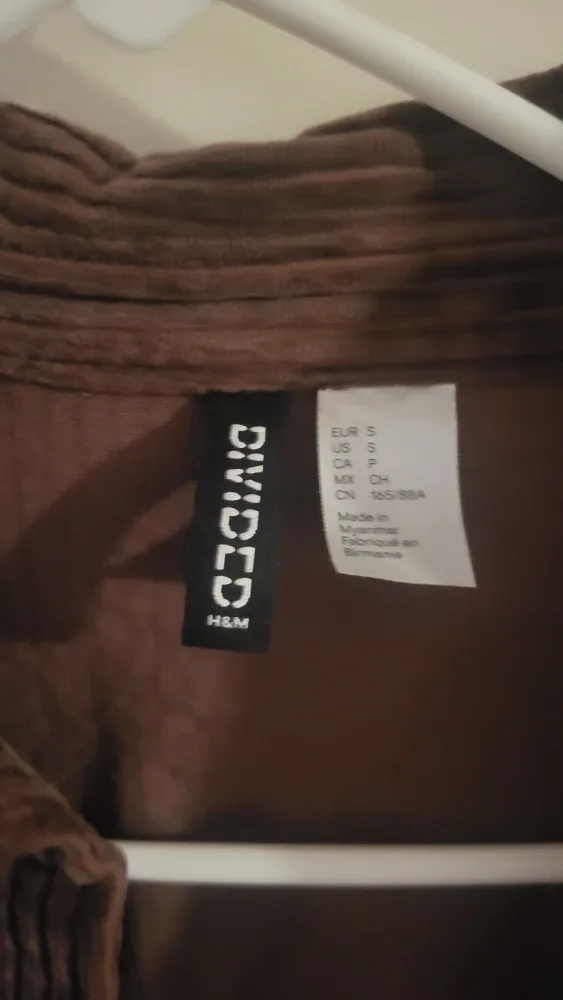 DIVIDED
H&M
EUR S
US S
CA P
MX CH
CN 165/88A
Made in
Myanmar
Fabriqué en
Birmanie